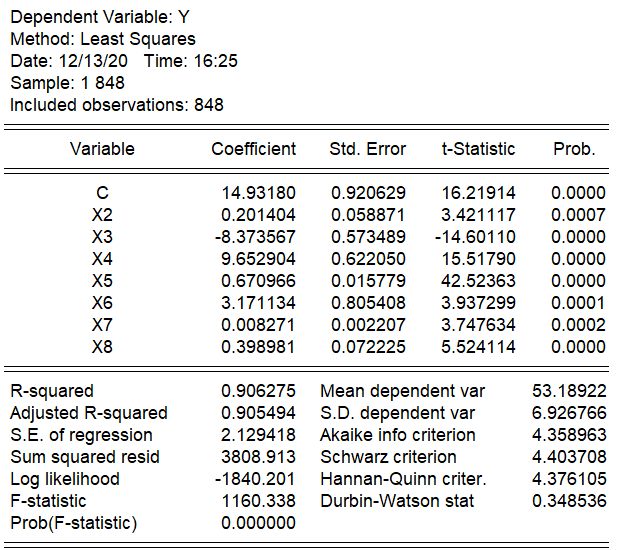 Dependent Variable: Y
Method: Least Squares
Date: 12/13/20 Time: 16:25
Sample: 1 848
Included observations: 848
Variable Coefficient Std. Error t-Statistic Prob.
C 14.93180 0.920629 16.21914 0.0000
X2 0.201404 0.058871 3.421117 0.0007
X3 -8.373567 0.573489 -14.60110 0.0000
X4 9.652904 0.622050 15.51790 0.0000
X5 0.670966 0.015779 42.52363 0.0000
X6 3.171134 0.805408 3.937299 0.0001
X7 0.008271 0.002207 3.747634 0.0002
X8 0.398981 0.072225 5.524114 0.0000
R-squared 0.906275 Mean dependent var 53.18922
Adjusted R-squared 0.905494 S.D. dependent var 6.926766
S.E. of regression 2.129418 Akaike info criterion 4.358963
Sum squared resid 3808.913 Schwarz criterion 4.403708
Log likelihood -1840.201 Hannan-Quinn criter. 4.376105
F-statistic 1160.338 Durbin-Watson stat 0.348536
Prob(F-statistic) 0.000000